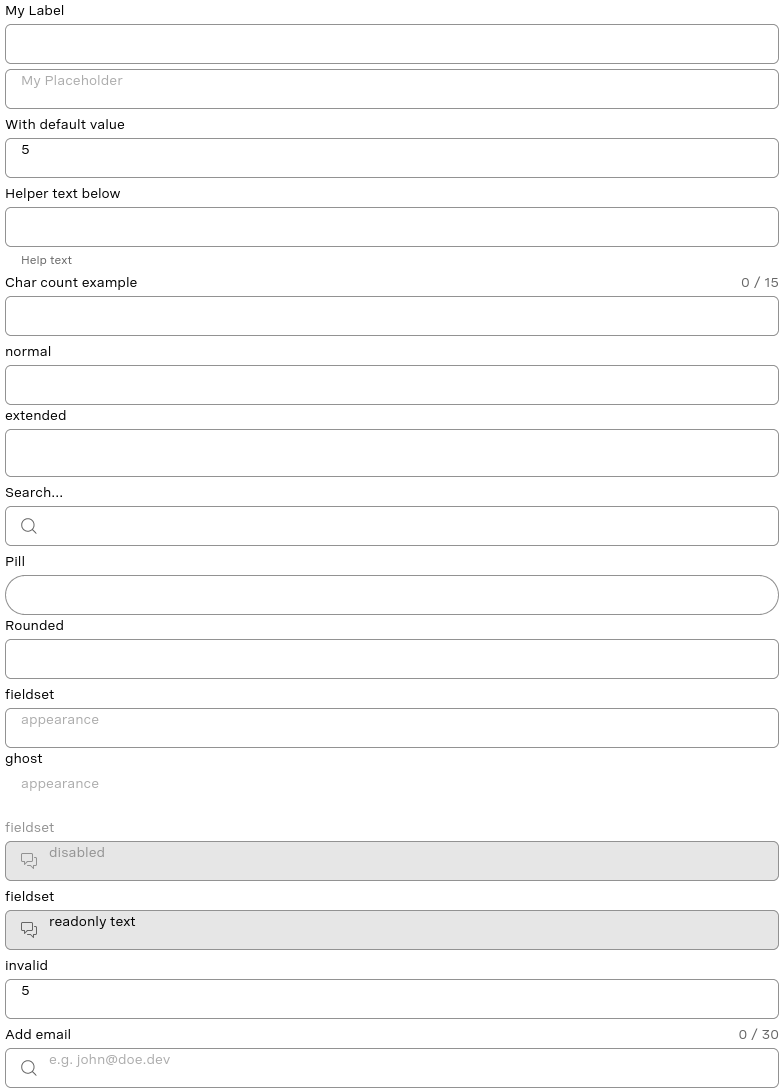 My Label
My Placeholder
With default value
5
Helper text below
Help text
Char count example 0 / 15
normal
extended
Search...
Pill
Rounded
fieldset
appearance
ghost
appearance
fieldset
disabled
fieldset
readonly text
invalid
5
Add email 0 / 30
e.g. john@doe.dev